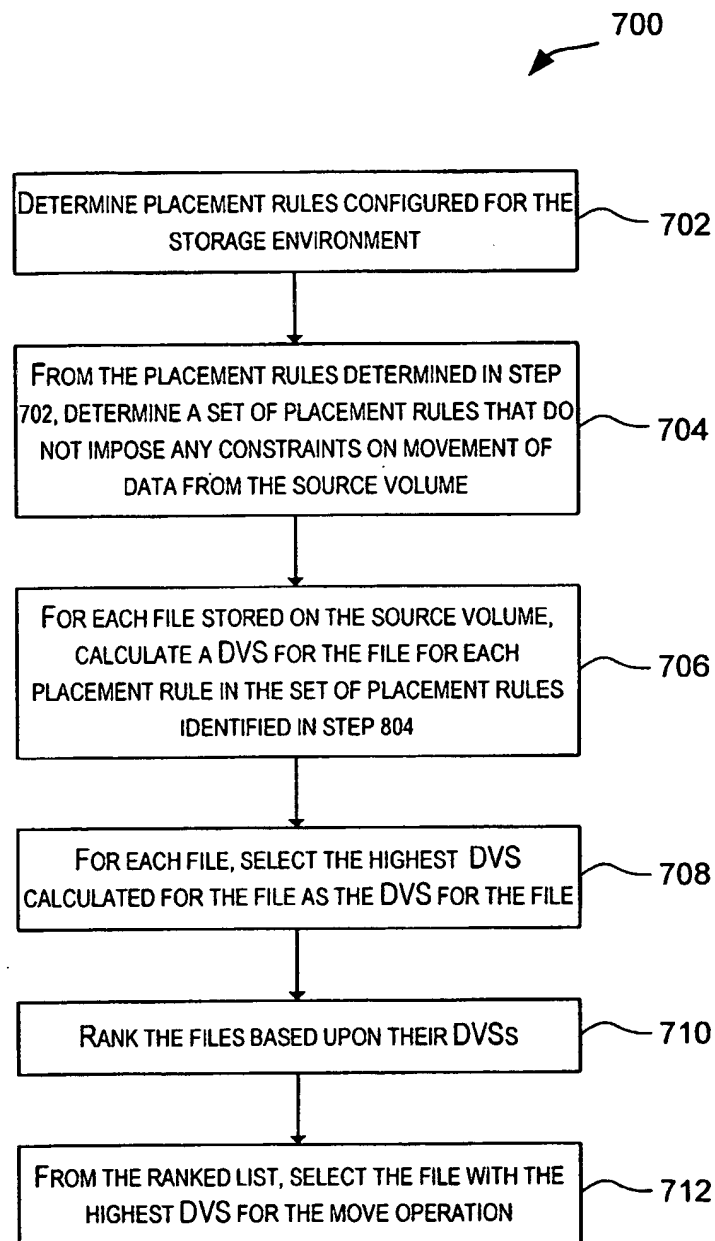 700
DETERMINE PLACEMENT RULES CONFIGURED FOR THE
STORAGE ENVIRONMENT
702
FROM THE PLACEMENT RULES DETERMINED IN STEP
702, DETERMINE A SET OF PLACEMENT RULES THAT DO
NOT IMPOSE ANY CONSTRAINTS ON MOVEMENT OF
DATA FROM THE SOURCE VOLUME
704
FOR EACH FILE STORED ON THE SOURCE VOLUME,
CALCULATE A DVS FOR THE FILE FOR EACH
PLACEMENT RULE IN THE SET OF PLACEMENT RULES
IDENTIFIED IN STEP 804
706
FOR EACH FILE, SELECT THE HIGHEST DVS
CALCULATED FOR THE FILE AS THE DVS FOR THE FILE
708
RANK THE FILES BASED UPON THEIR DVSS
710
FROM THE RANKED LIST, SELECT THE FILE WITH THE
HIGHEST DVS FOR THE MOVE OPERATION
712